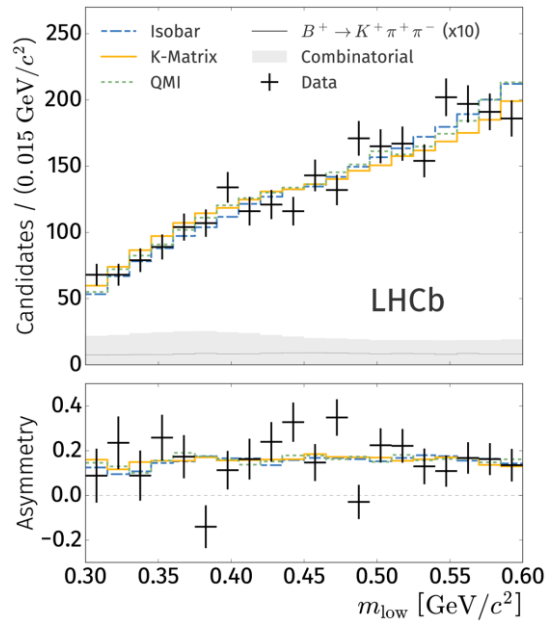 Isobar
K-Matrix
QMI
B⁺ → K⁺π⁺π⁻ (x10)
Combinatorial
Data
Candidates / (0.015 GeV/c²)
250
200
150
100
50
0
LHCb
Asymmetry
0.4
0.2
0.0
−0.2
0.30 0.35 0.40 0.45 0.50 0.55 0.60
m_low [GeV/c²]